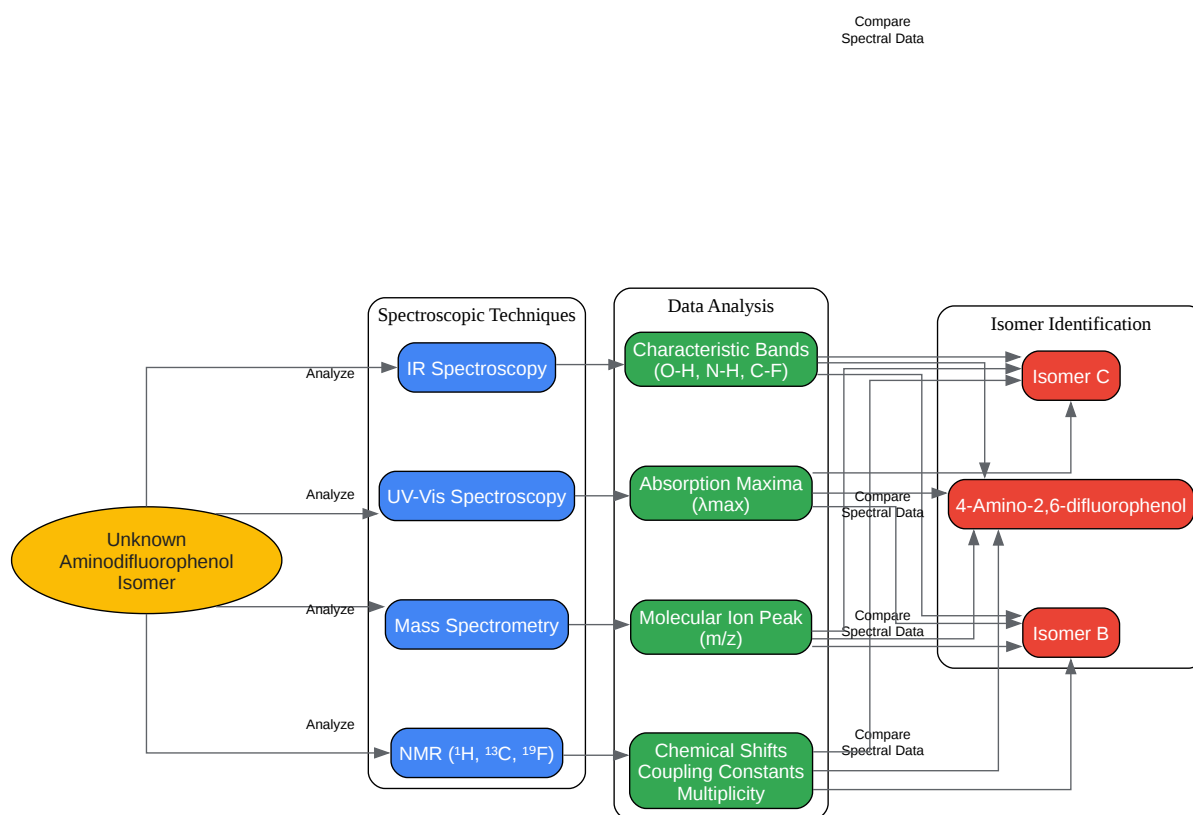 Compare
Spectral Data
Spectroscopic Techniques
Data Analysis
Isomer Identification
Analyze
IR Spectroscopy
Characteristic Bands
(O-H, N-H, C-F)
Isomer C
Analyze
UV-Vis Spectroscopy
Absorption Maxima
(λmax)
Compare
Spectral Data
4-Amino-2,6-difluorophenol
Unknown
Aminodifluorophenol
Isomer
Analyze
Mass Spectrometry
Molecular Ion Peak
(m/z)
Compare
Spectral Data
Isomer B
Analyze
NMR (¹H, ¹³C, ¹⁹F)
Chemical Shifts
Coupling Constants
Multiplicity
Compare
Spectral Data